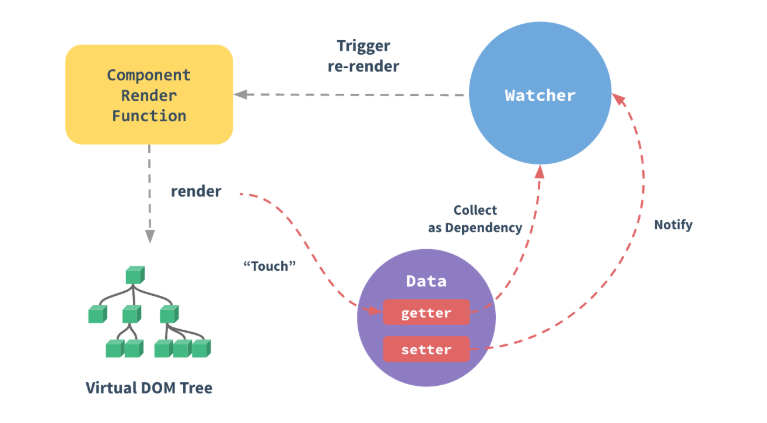 Component
Render
Function
Trigger
re-render
Watcher
render
“Touch”
Collect
as Dependency
Notify
Data
getter
setter
Virtual DOM Tree